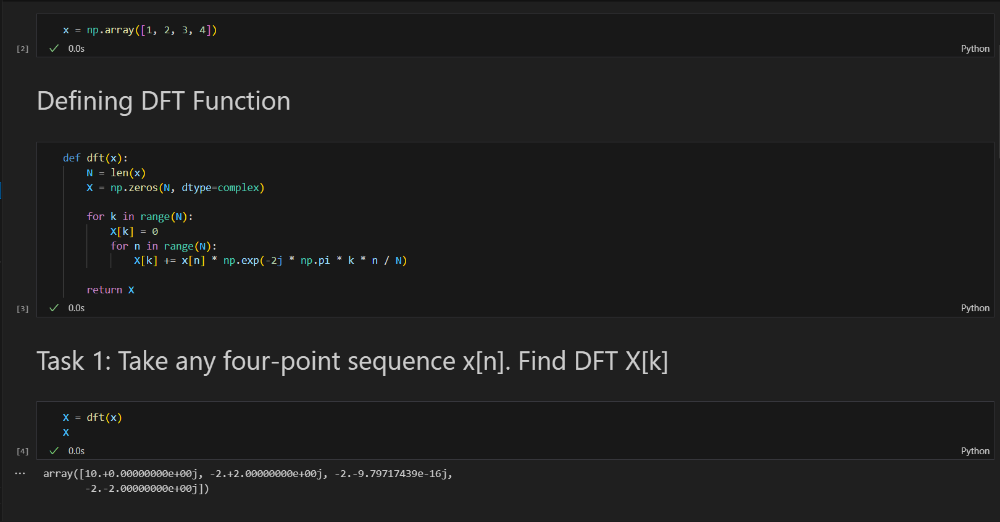 x = np.array([1, 2, 3, 4])
[2]
0.0s
Python
Defining DFT Function
def dft(x):
    N = len(x)
    X = np.zeros(N, dtype=complex)
    for k in range(N):
        X[k] = 0
        for n in range(N):
            X[k] += x[n] * np.exp(-2j * np.pi * k * n / N)
    return X
[3]
0.0s
Python
Task 1: Take any four-point sequence x[n]. Find DFT X[k]
X = dft(x)
X
[4]
0.0s
Python
array([10.+0.00000000e+00j, -2.+2.00000000e+00j, -2.-9.79717439e-16j,
       -2.-2.00000000e+00j])